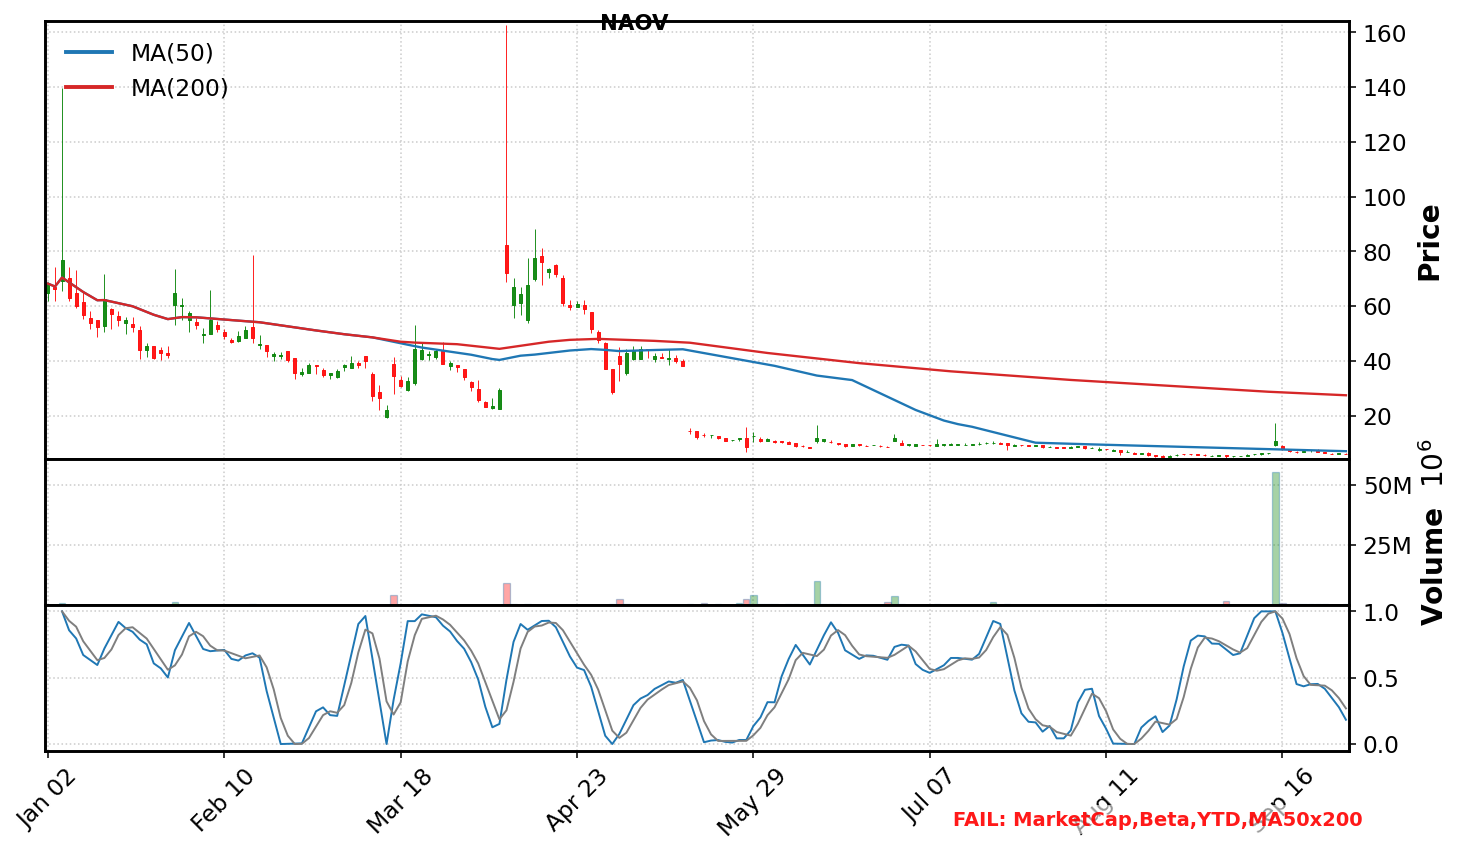 NAOV
MA(50)
MA(200)
160
140
120
100
80
60
40
20
Price
50M
25M
Volume 10^6
1.0
0.5
0.0
Jan 02
Feb 10
Mar 18
Apr 23
May 29
Jul 07
Aug 11
Sep 16
FAIL: MarketCap,Beta,YTD,MA50x200